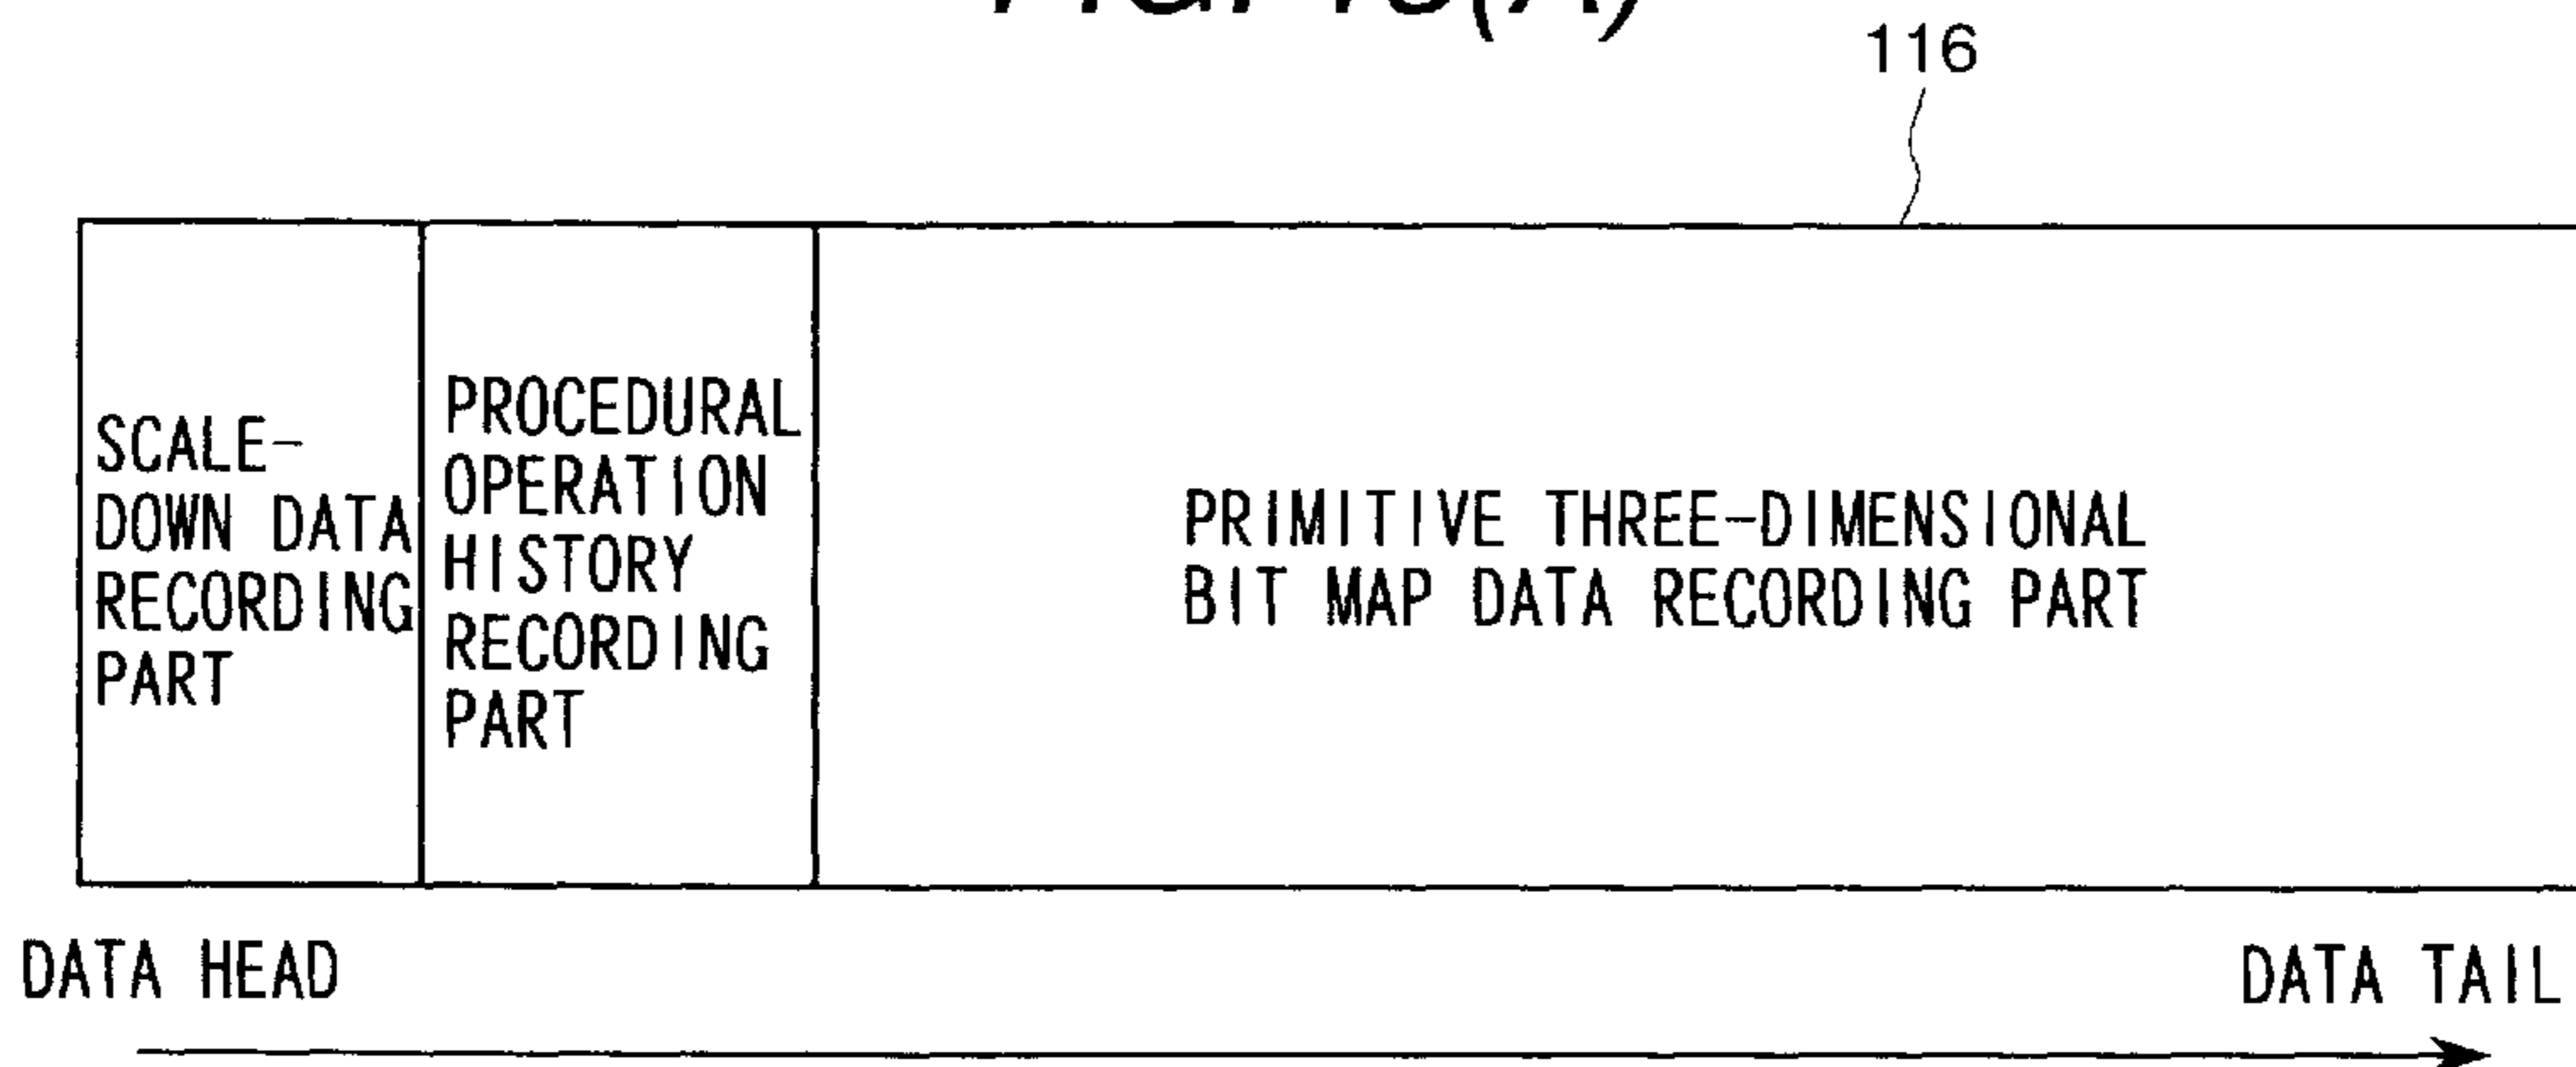 116
SCALE-
DOWN DATA
RECORDING
PART
PROCEDURAL
OPERATION
HISTORY
RECORDING
PART
PRIMITIVE THREE-DIMENSIONAL
BIT MAP DATA RECORDING PART
DATA HEAD
DATA TAIL